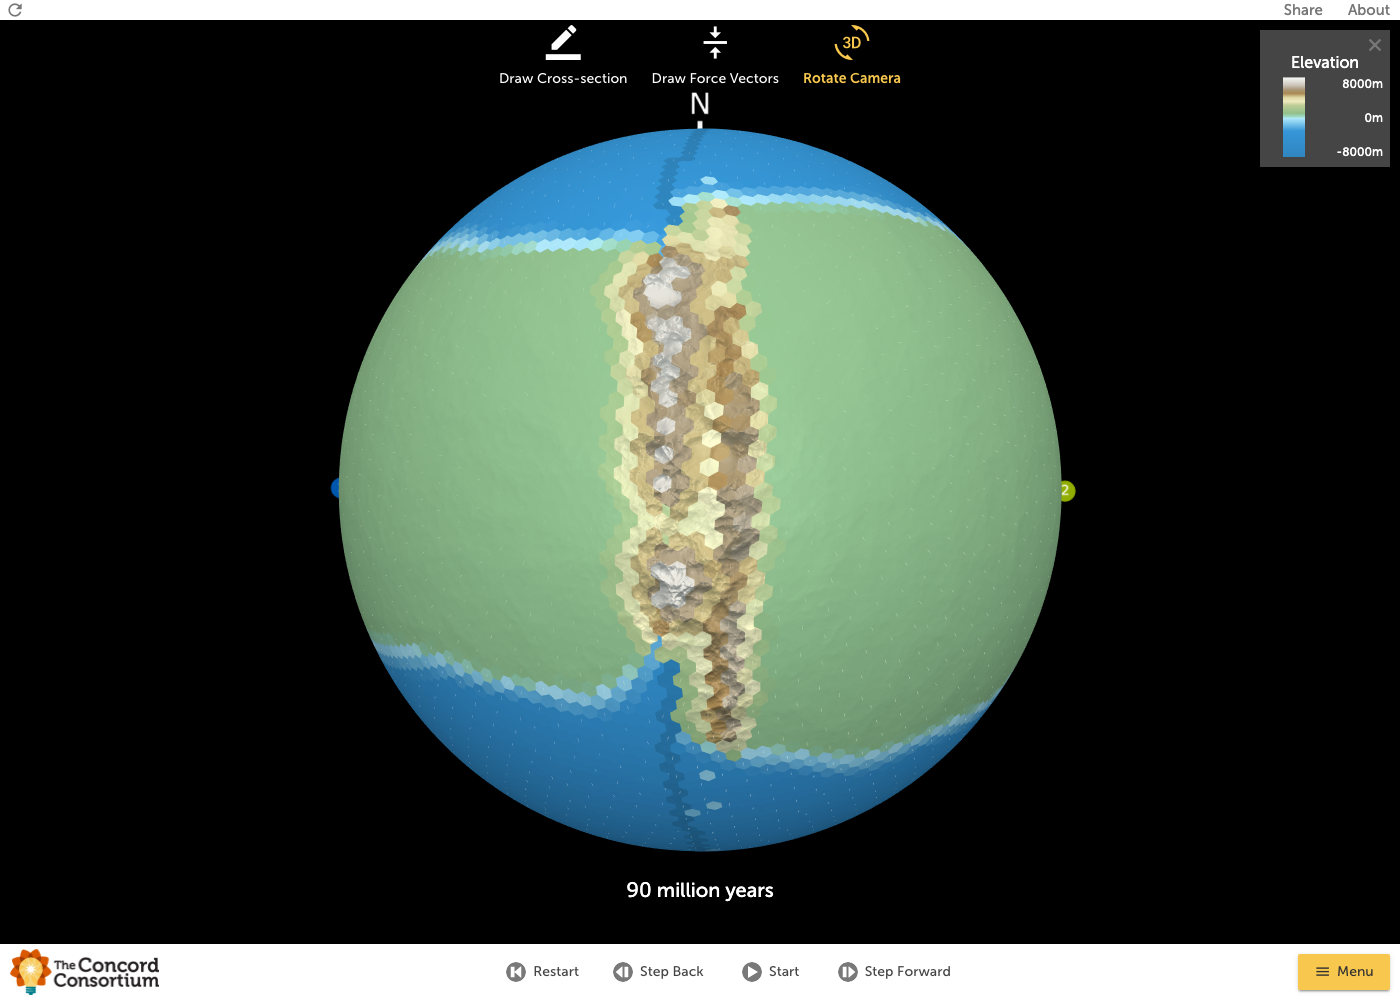 Share About
Draw Cross-section Draw Force Vectors 3D Rotate Camera
Elevation
8000m
0m
-8000m
N
2
90 million years
The Concord
Consortium
Restart Step Back Start Step Forward Menu